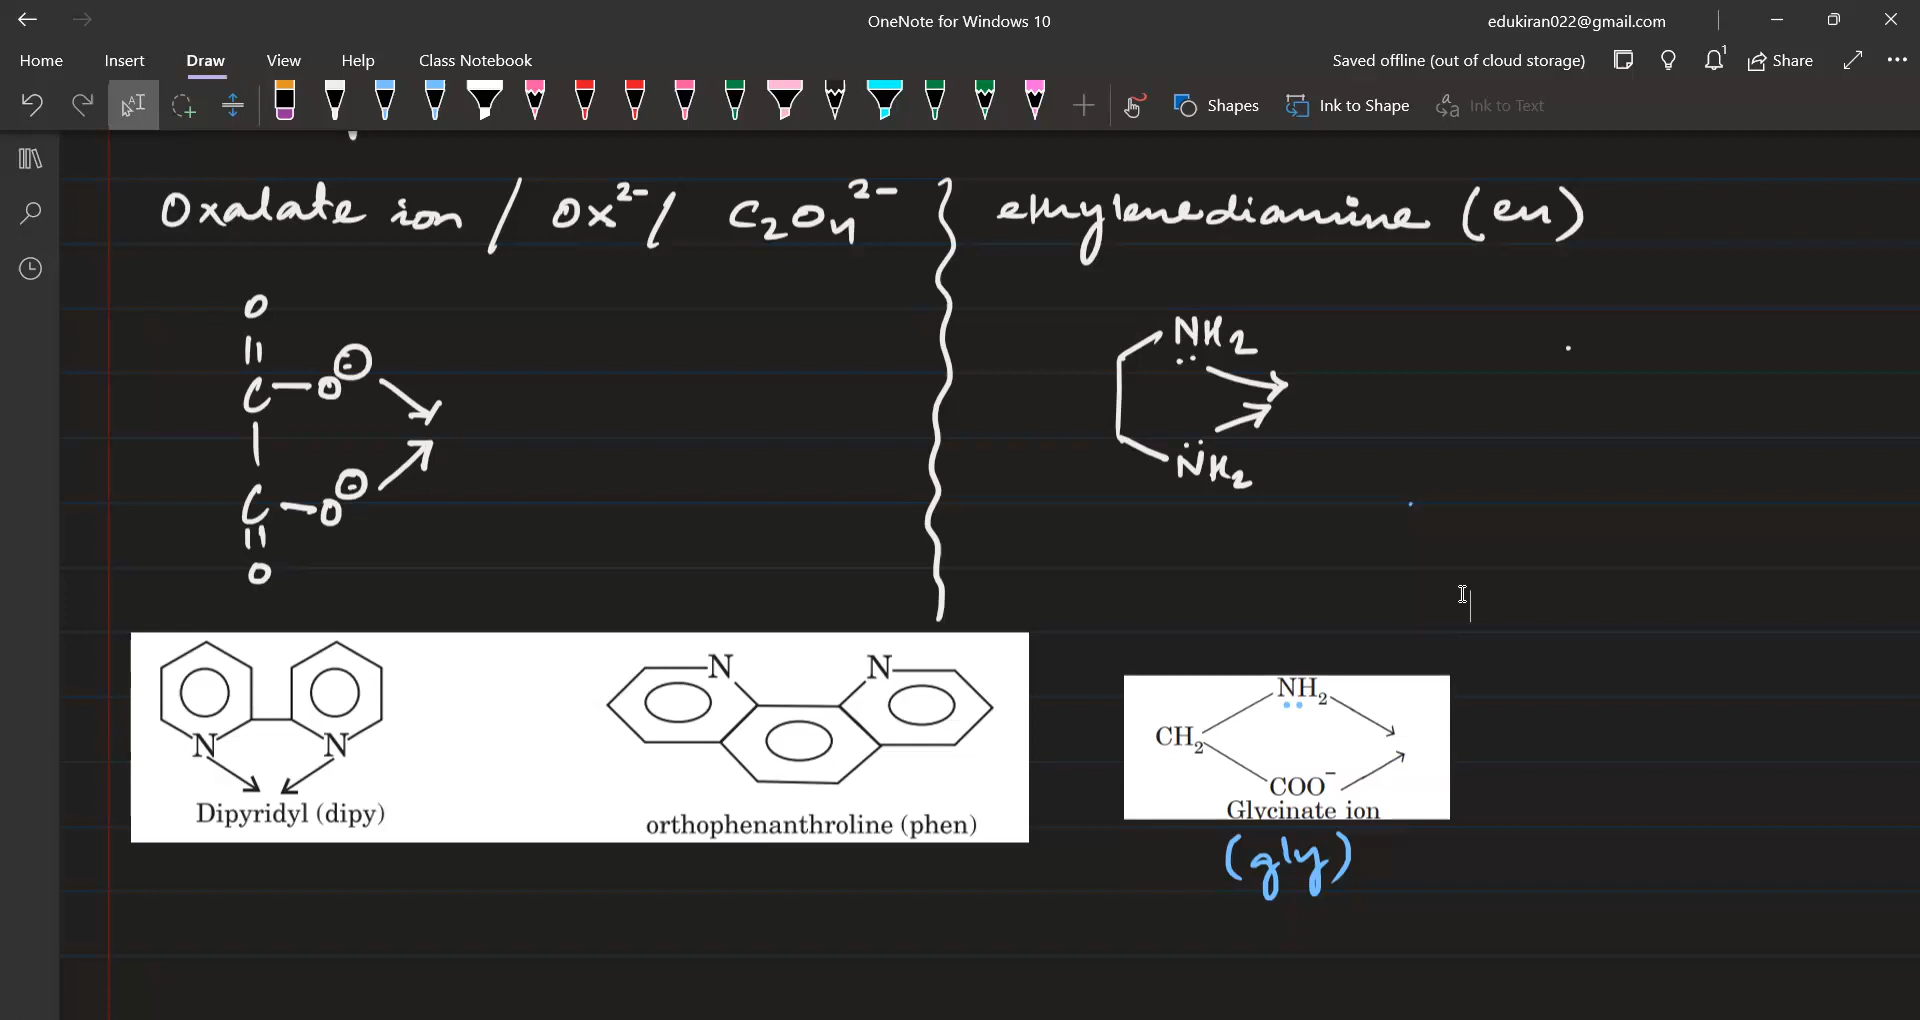 OneNote for Windows 10
edukiran022@gmail.com
Home Insert Draw View Help Class Notebook
Saved offline (out of cloud storage) 1 Share
Shapes Ink to Shape Ink to Text
Oxalate ion / Ox²⁻ / C₂O₄²⁻
ethylenediamine (en)
O
||
C — O⊖
|
C — O⊖
||
O
NH₂
NH₂
N N
Dipyridyl (dipy)
N N
orthophenanthroline (phen)
NH₂
CH₂
COO⁻
Glycinate ion
(gly)